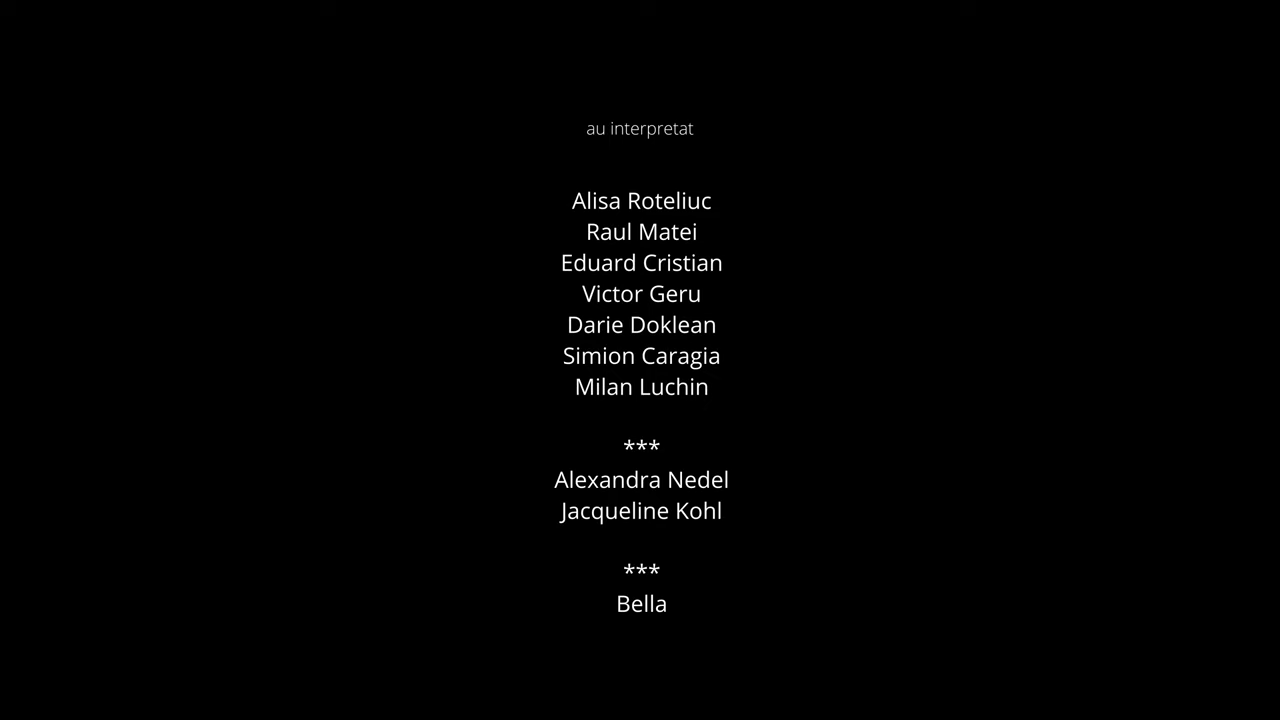 au interpretat
Alisa Roteliuc
Raul Matei
Eduard Cristian
Victor Geru
Darie Doklean
Simion Caragia
Milan Luchin
***
Alexandra Nedel
Jacqueline Kohl
***
Bella